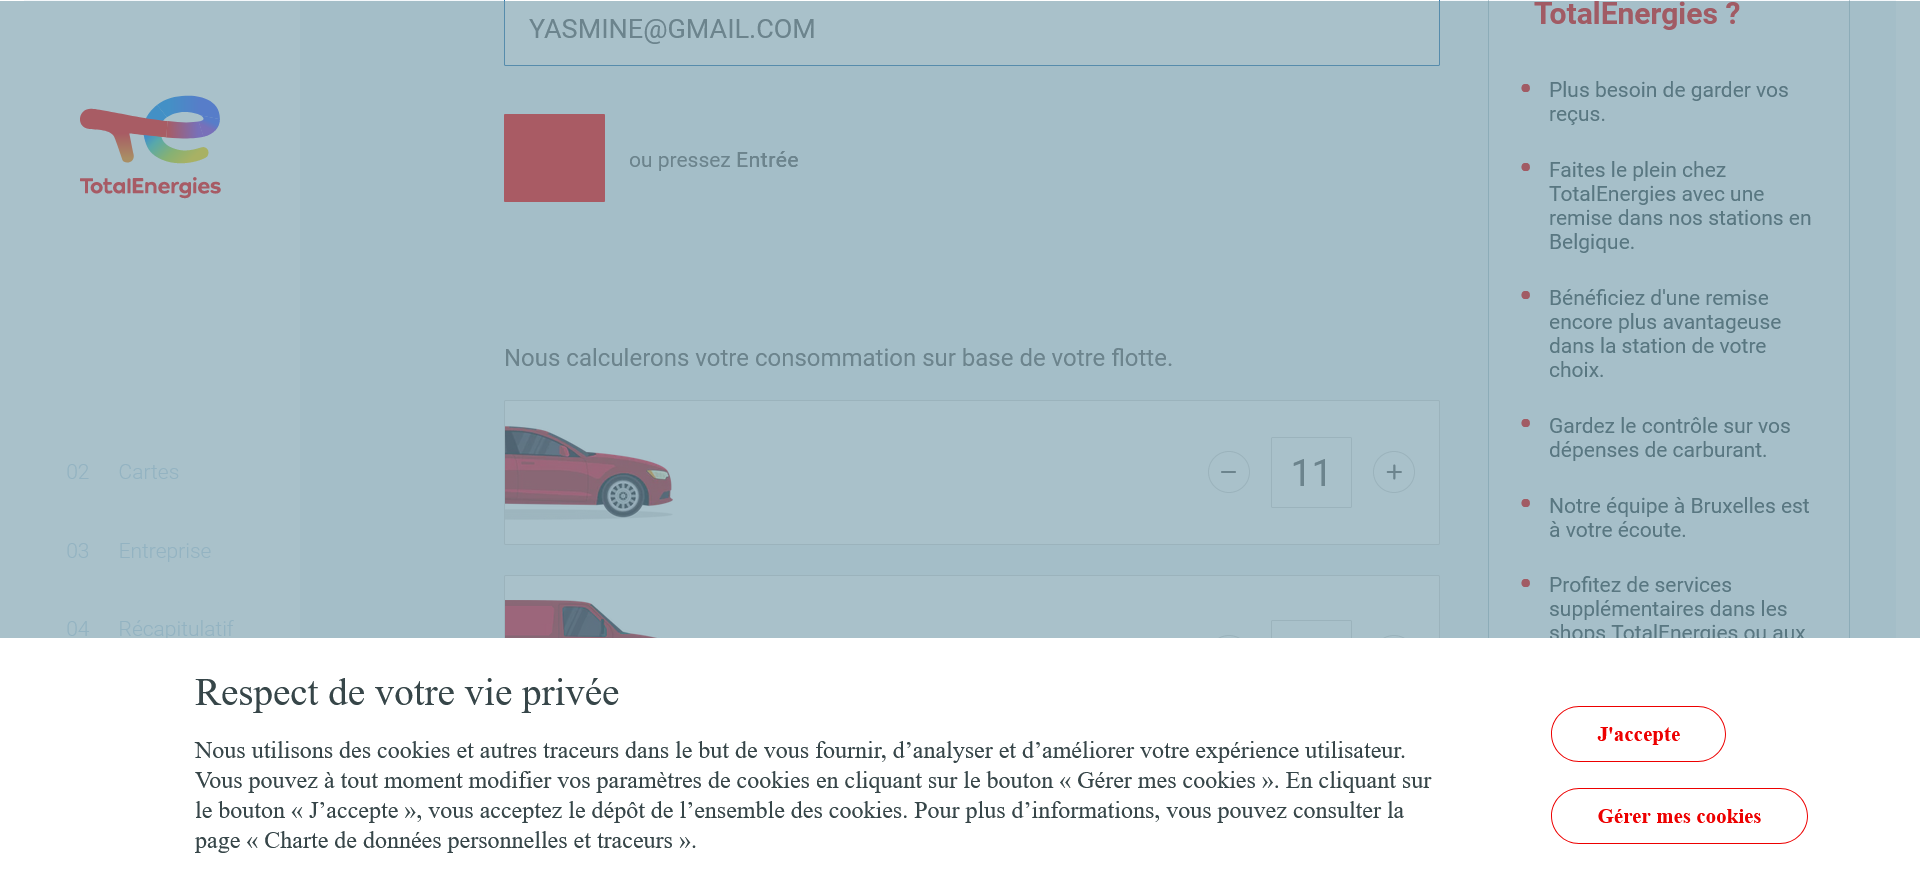 YASMINE@GMAIL.COM
ou pressez Entrée
TotalEnergies
Nous calculerons votre consommation sur base de votre flotte.
11
02 Cartes
03 Entreprise
04 Récapitulatif
TotalEnergies ?
Plus besoin de garder vos
reçus.
Faites le plein chez
TotalEnergies avec une
remise dans nos stations en
Belgique.
Bénéficiez d'une remise
encore plus avantageuse
dans la station de votre
choix.
Gardez le contrôle sur vos
dépenses de carburant.
Notre équipe à Bruxelles est
à votre écoute.
Profitez de services
supplémentaires dans les
shops TotalEnergies ou aux
Respect de votre vie privée
Nous utilisons des cookies et autres traceurs dans le but de vous fournir, d’analyser et d’améliorer votre expérience utilisateur.
Vous pouvez à tout moment modifier vos paramètres de cookies en cliquant sur le bouton « Gérer mes cookies ». En cliquant sur
le bouton « J’accepte », vous acceptez le dépôt de l’ensemble des cookies. Pour plus d’informations, vous pouvez consulter la
page « Charte de données personnelles et traceurs ».
J'accepte
Gérer mes cookies